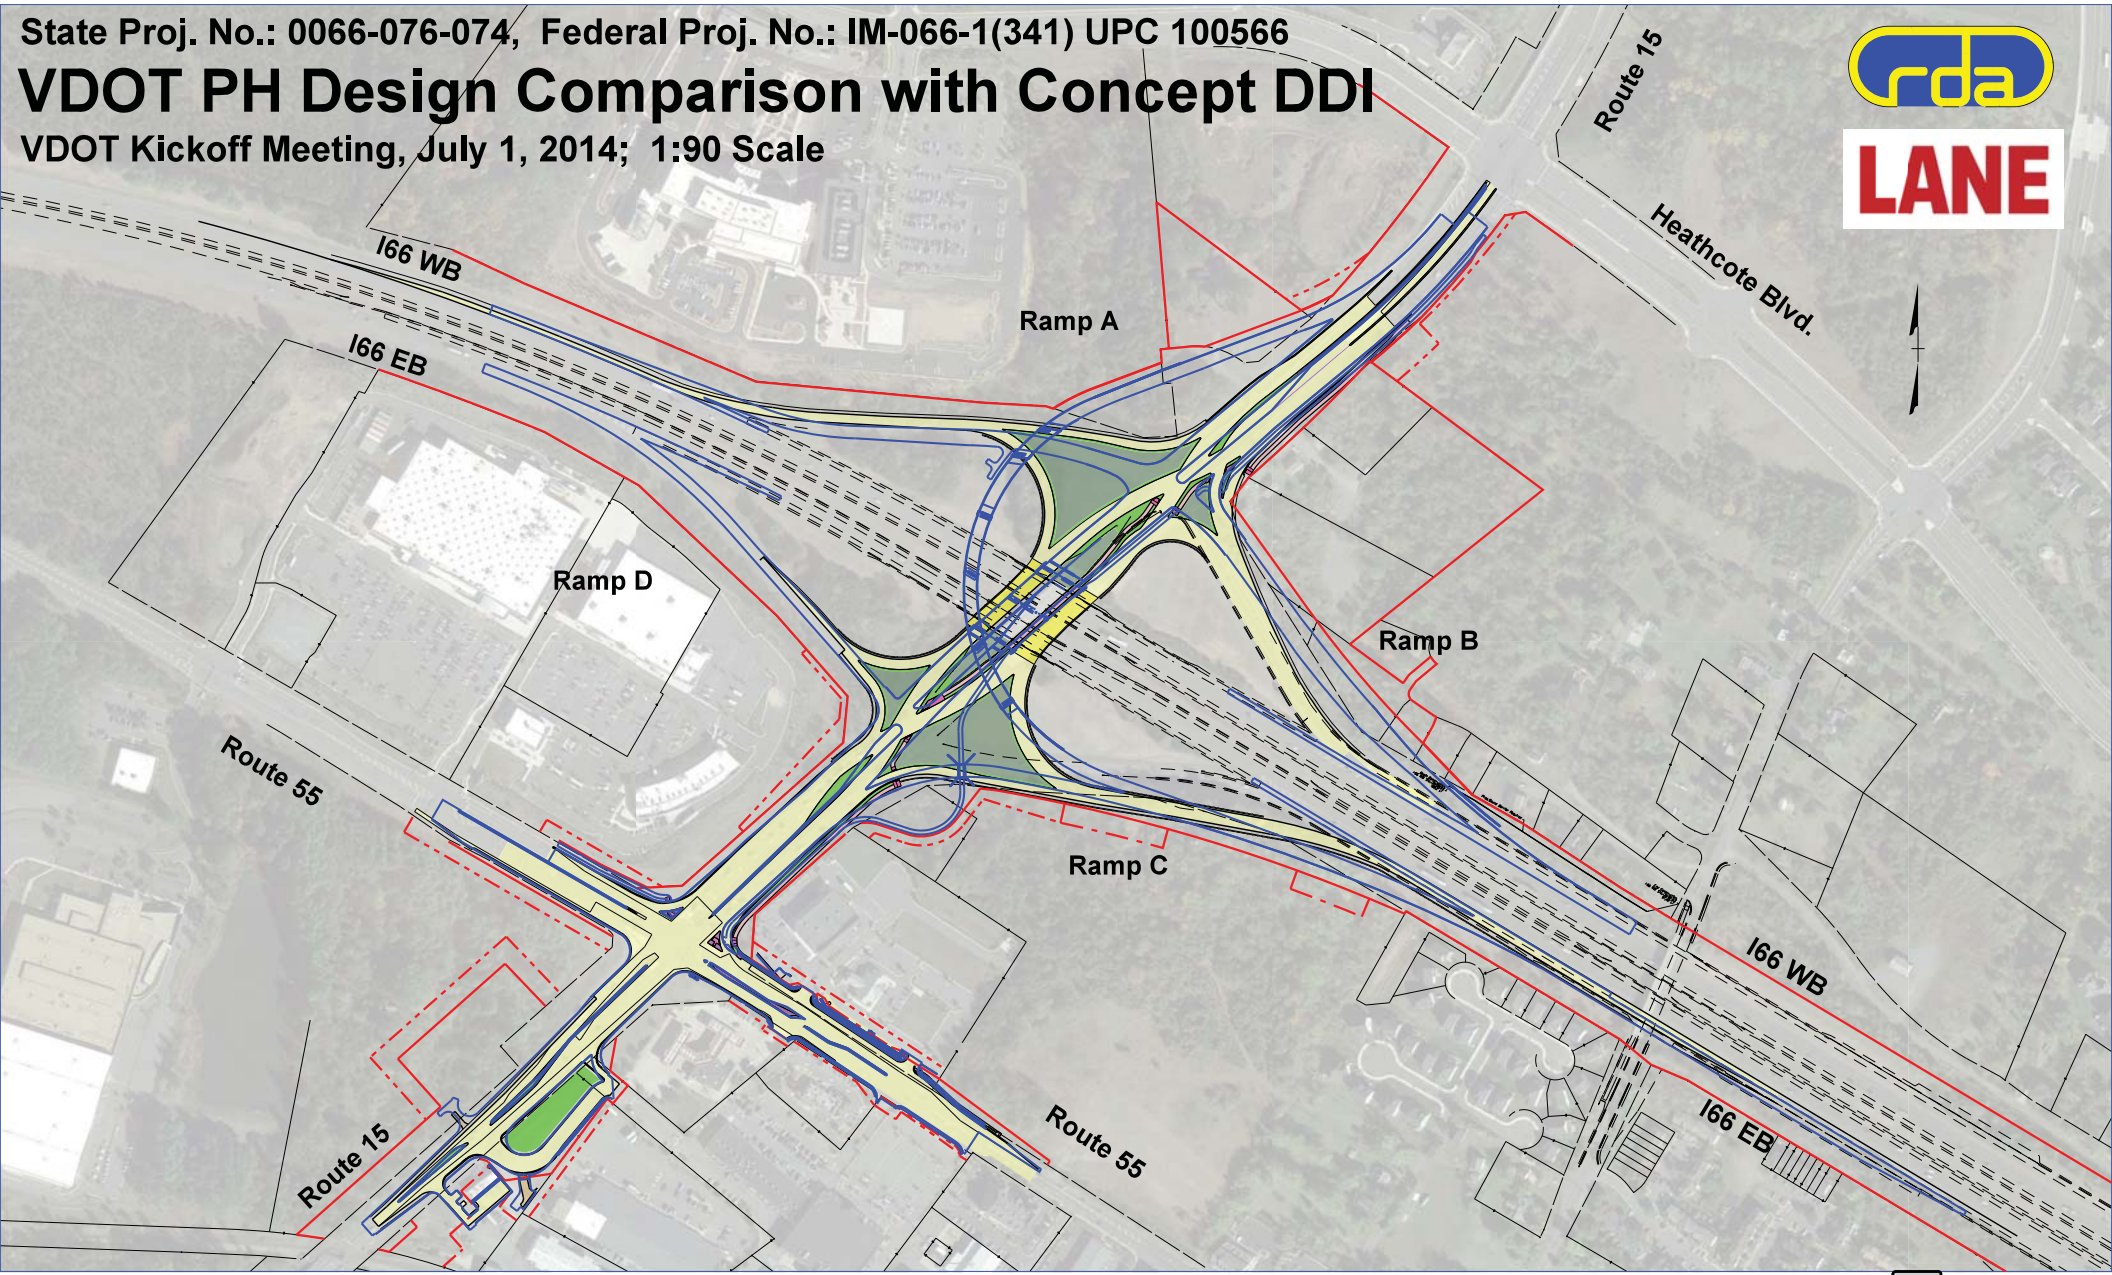 State Proj. No.: 0066-076-074, Federal Proj. No.: IM-066-1(341) UPC 100566
VDOT PH Design Comparison with Concept DDI
VDOT Kickoff Meeting, July 1, 2014; 1:90 Scale
rda
LANE
Route 15
Heathcote Blvd.
I66 WB
I66 EB
Ramp A
Ramp D
Ramp B
Route 55
Ramp C
I66 WB
I66 EB
Route 15
Route 55